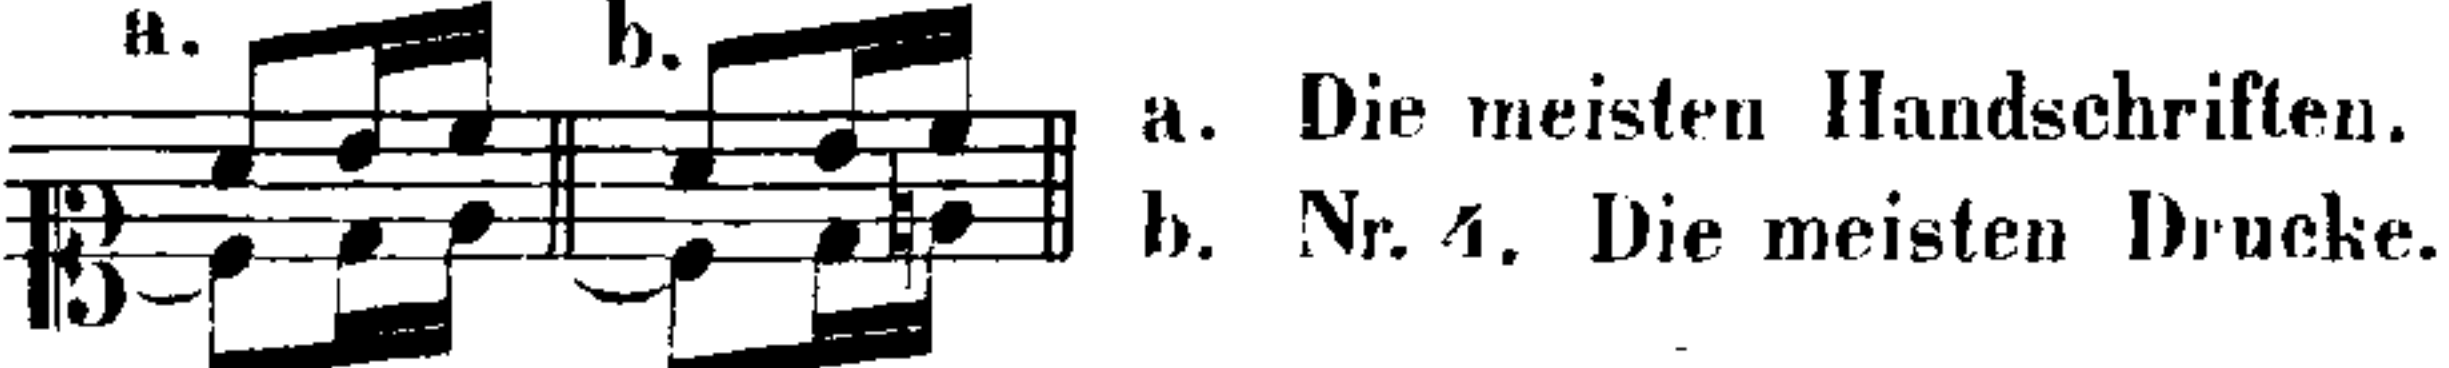 a. b.
a. Die meisten Handschriften.
b. Nr. 4. Die meisten Drucke.